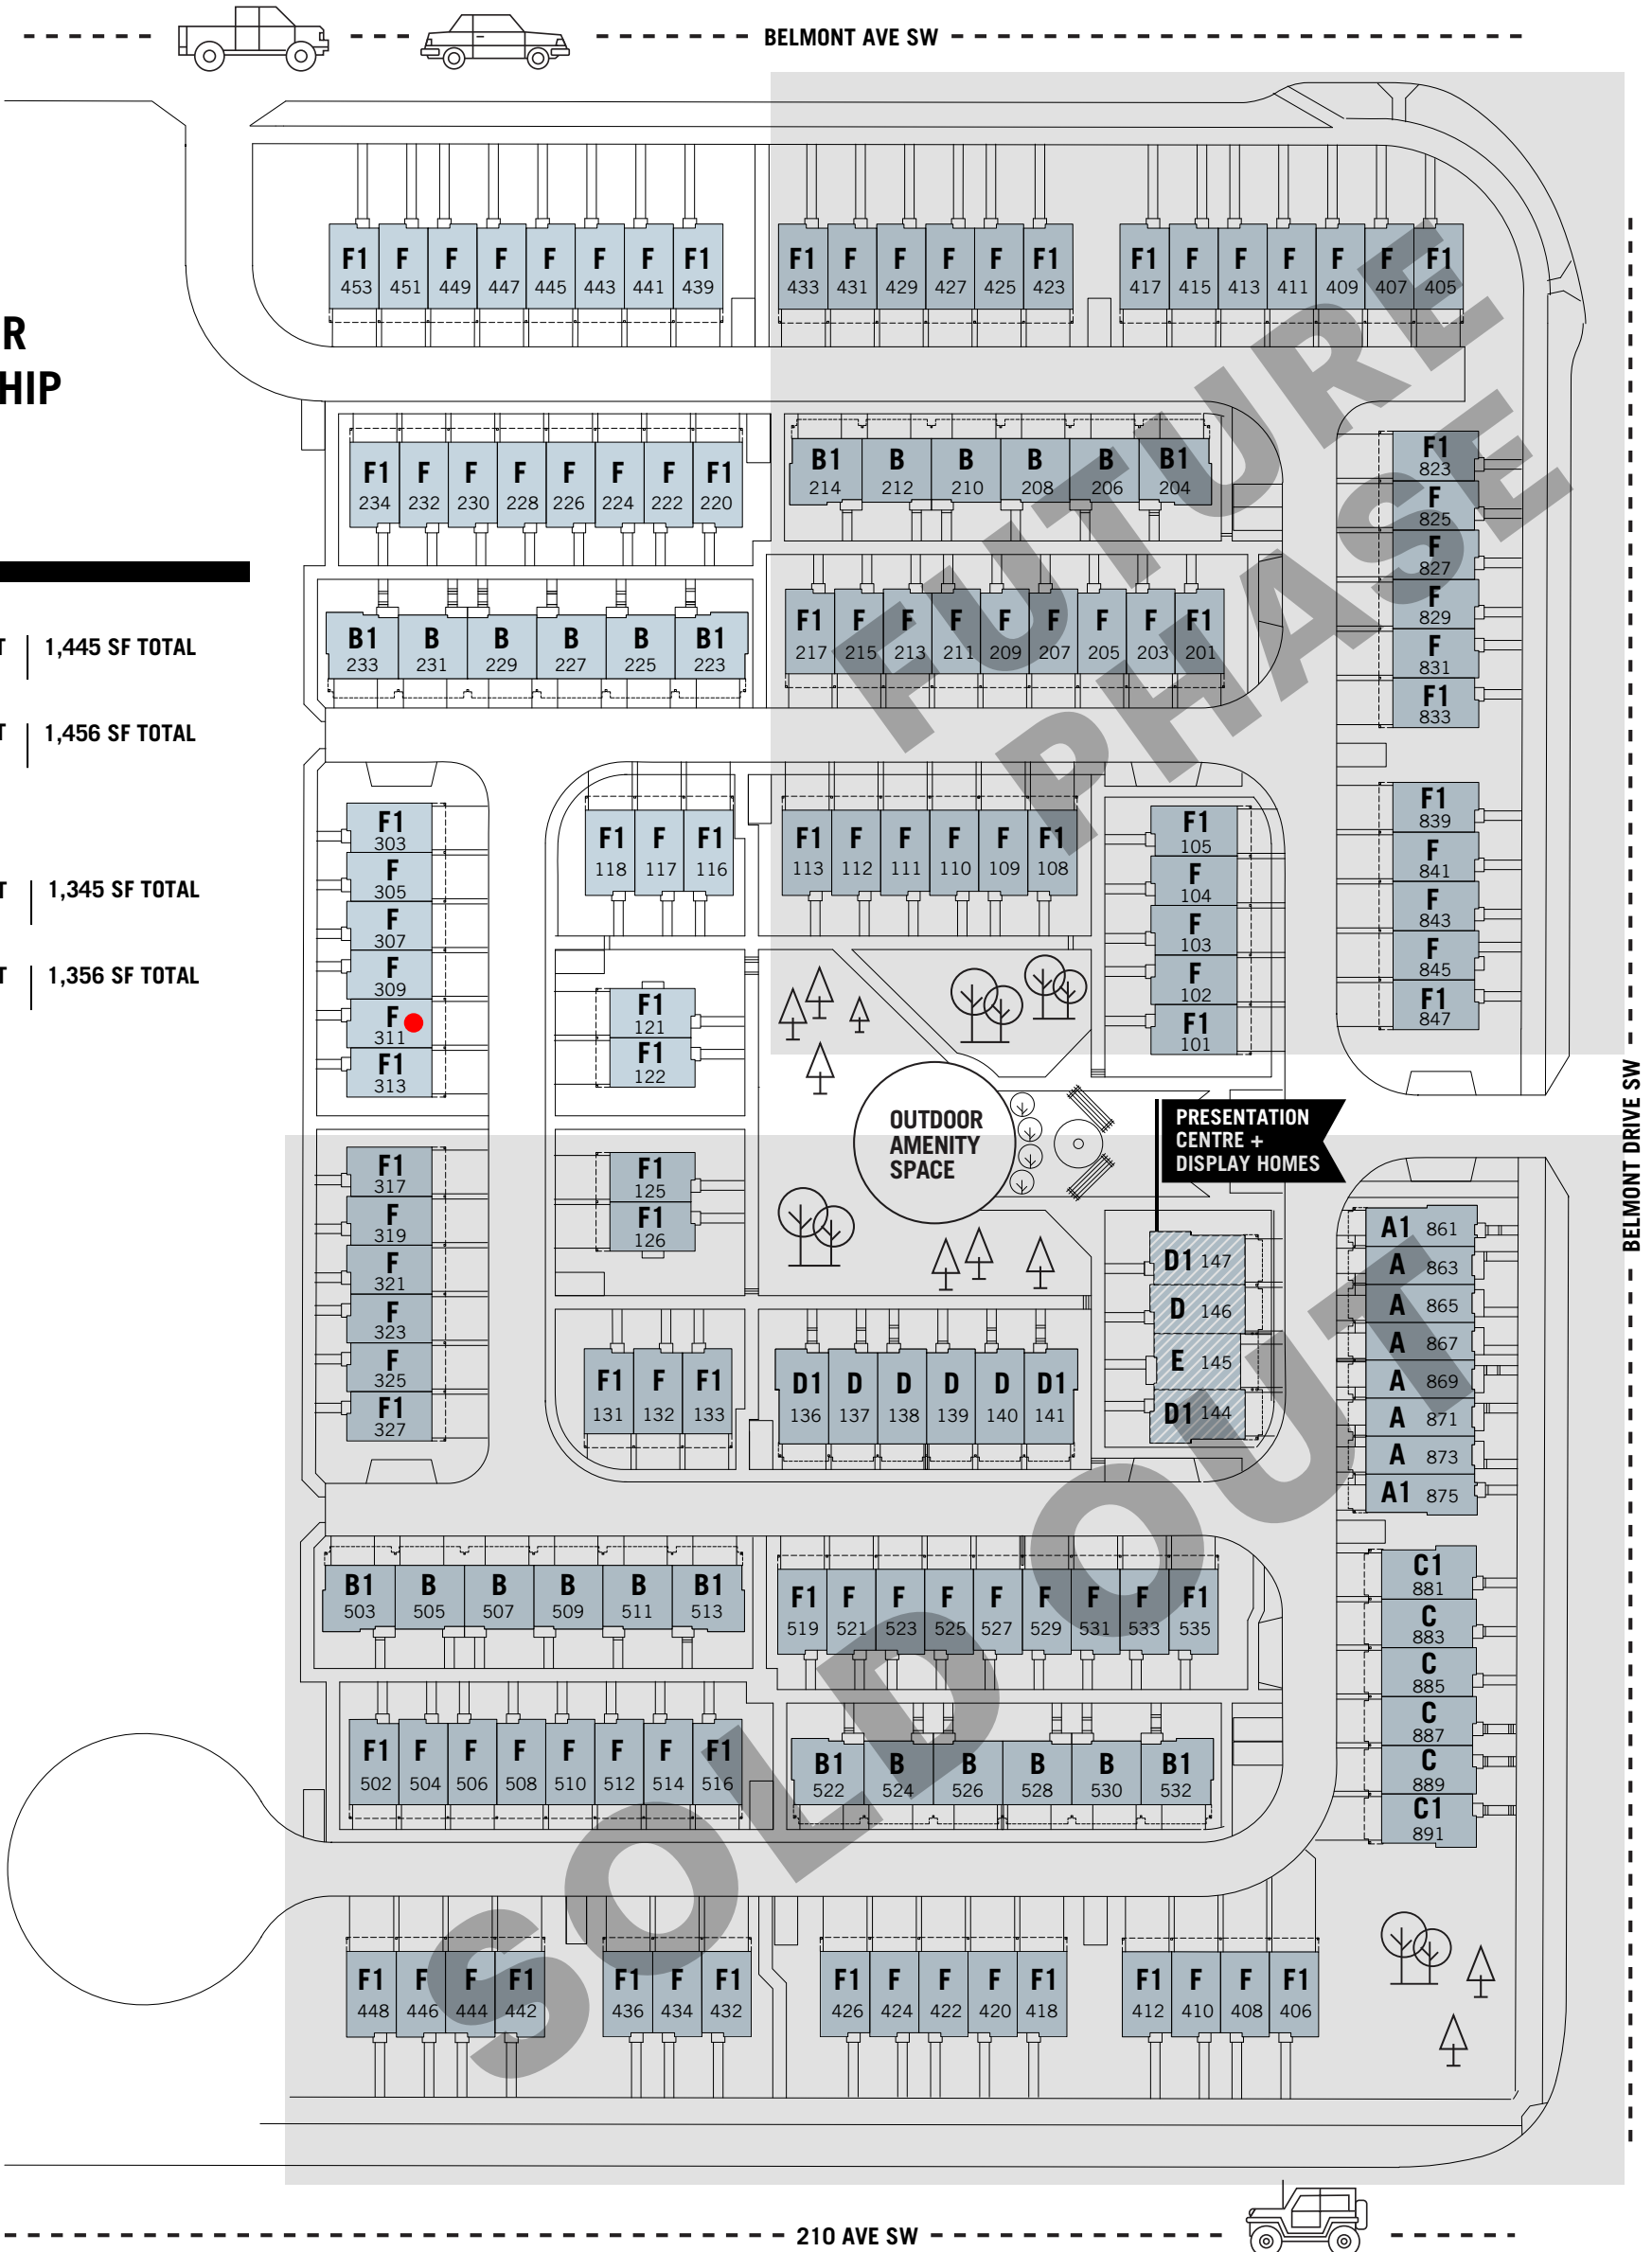 BELMONT AVE SW
R
HIP
T | 1,445 SF TOTAL
T | 1,456 SF TOTAL
T | 1,345 SF TOTAL
T | 1,356 SF TOTAL
F1 F F F F F F F1
453 451 449 447 445 443 441 439
F1 F F F F F1
433 431 429 427 425 423
F1 F F F F F F1
417 415 413 411 409 407 405
F1 F F F F F F F1
234 232 230 228 226 224 222 220
B1 B B B B B1
214 212 210 208 206 204
B1 B B B B B1
233 231 229 227 225 223
F1 F F F F F F F F1
217 215 213 211 209 207 205 203 201
F1
823
F
825
F
827
F
829
F
831
F1
833
FUTURE
PHASE
F1
303
F
305
F
307
F
309
F
311
F1
313
F1 F F1
118 117 116
F1 F F F F F1
113 112 111 110 109 108
F1
105
F
104
F
103
F
102
F1
101
F1
839
F
841
F
843
F
845
F1
847
F1
121
F1
122
OUTDOOR
AMENITY
SPACE
PRESENTATION
CENTRE +
DISPLAY HOMES
BELMONT DRIVE SW
F1
317
F
319
F
321
F
323
F
325
F1
327
F1
125
F1
126
D1 147
D 146
E 145
D1 144
A1 861
A 863
A 865
A 867
A 869
A 871
A 873
A1 875
F1 F F1
131 132 133
D1 D D D D D1
136 137 138 139 140 141
SOLD OUT
B1 B B B B B1
503 505 507 509 511 513
F1 F F F F F F F F1
519 521 523 525 527 529 531 533 535
C1
881
C
883
C
885
C
887
C
889
C1
891
F1 F F F F F F F1
502 504 506 508 510 512 514 516
B1 B B B B B1
522 524 526 528 530 532
F1 F F F1
448 446 444 442
F1 F F1
436 434 432
F1 F F F F1
426 424 422 420 418
F1 F F F1
412 410 408 406
210 AVE SW